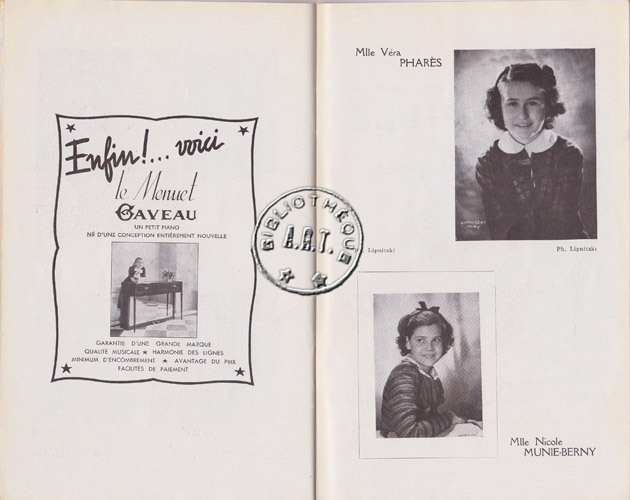 Enfin!... voici
le Menuet
GAVEAU
UN PETIT PIANO
NÉ D'UNE CONCEPTION ENTIÈREMENT NOUVELLE
GARANTIE D'UNE GRANDE MARQUE
QUALITÉ MUSICALE ★ HARMONIE DES LIGNES
MINIMUM D'ENCOMBREMENT ★ AVANTAGE DU PRIX
FACILITÉS DE PAIEMENT
BIBLIOTHÈQUE
A.R.T.
Mlle Véra
PHARÈS
Lipnitzki
Ph. Lipnitzki
Mlle Nicole
MUNIE-BERNY